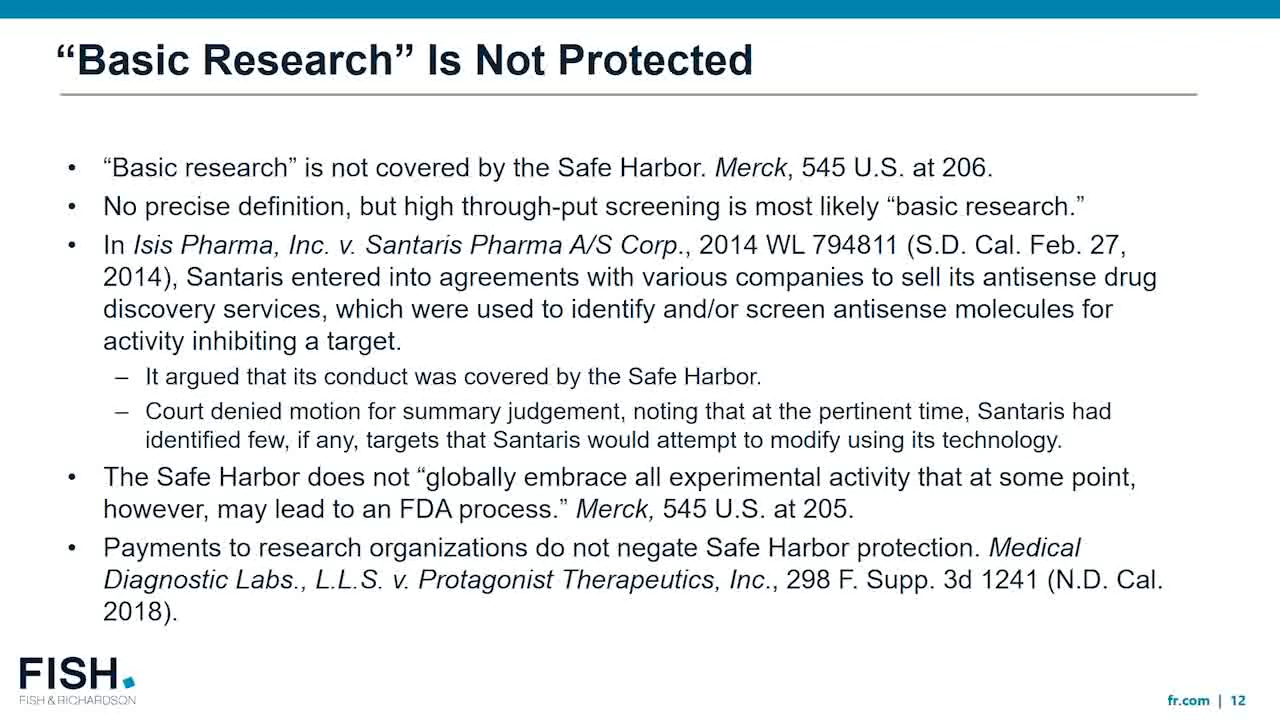 “Basic Research” Is Not Protected
• “Basic research” is not covered by the Safe Harbor. Merck, 545 U.S. at 206.
• No precise definition, but high through-put screening is most likely “basic research.”
• In Isis Pharma, Inc. v. Santaris Pharma A/S Corp., 2014 WL 794811 (S.D. Cal. Feb. 27,
2014), Santaris entered into agreements with various companies to sell its antisense drug
discovery services, which were used to identify and/or screen antisense molecules for
activity inhibiting a target.
– It argued that its conduct was covered by the Safe Harbor.
– Court denied motion for summary judgement, noting that at the pertinent time, Santaris had
identified few, if any, targets that Santaris would attempt to modify using its technology.
• The Safe Harbor does not “globally embrace all experimental activity that at some point,
however, may lead to an FDA process.” Merck, 545 U.S. at 205.
• Payments to research organizations do not negate Safe Harbor protection. Medical
Diagnostic Labs., L.L.S. v. Protagonist Therapeutics, Inc., 298 F. Supp. 3d 1241 (N.D. Cal.
2018).
FISH.
FISH & RICHARDSON
fr.com | 12